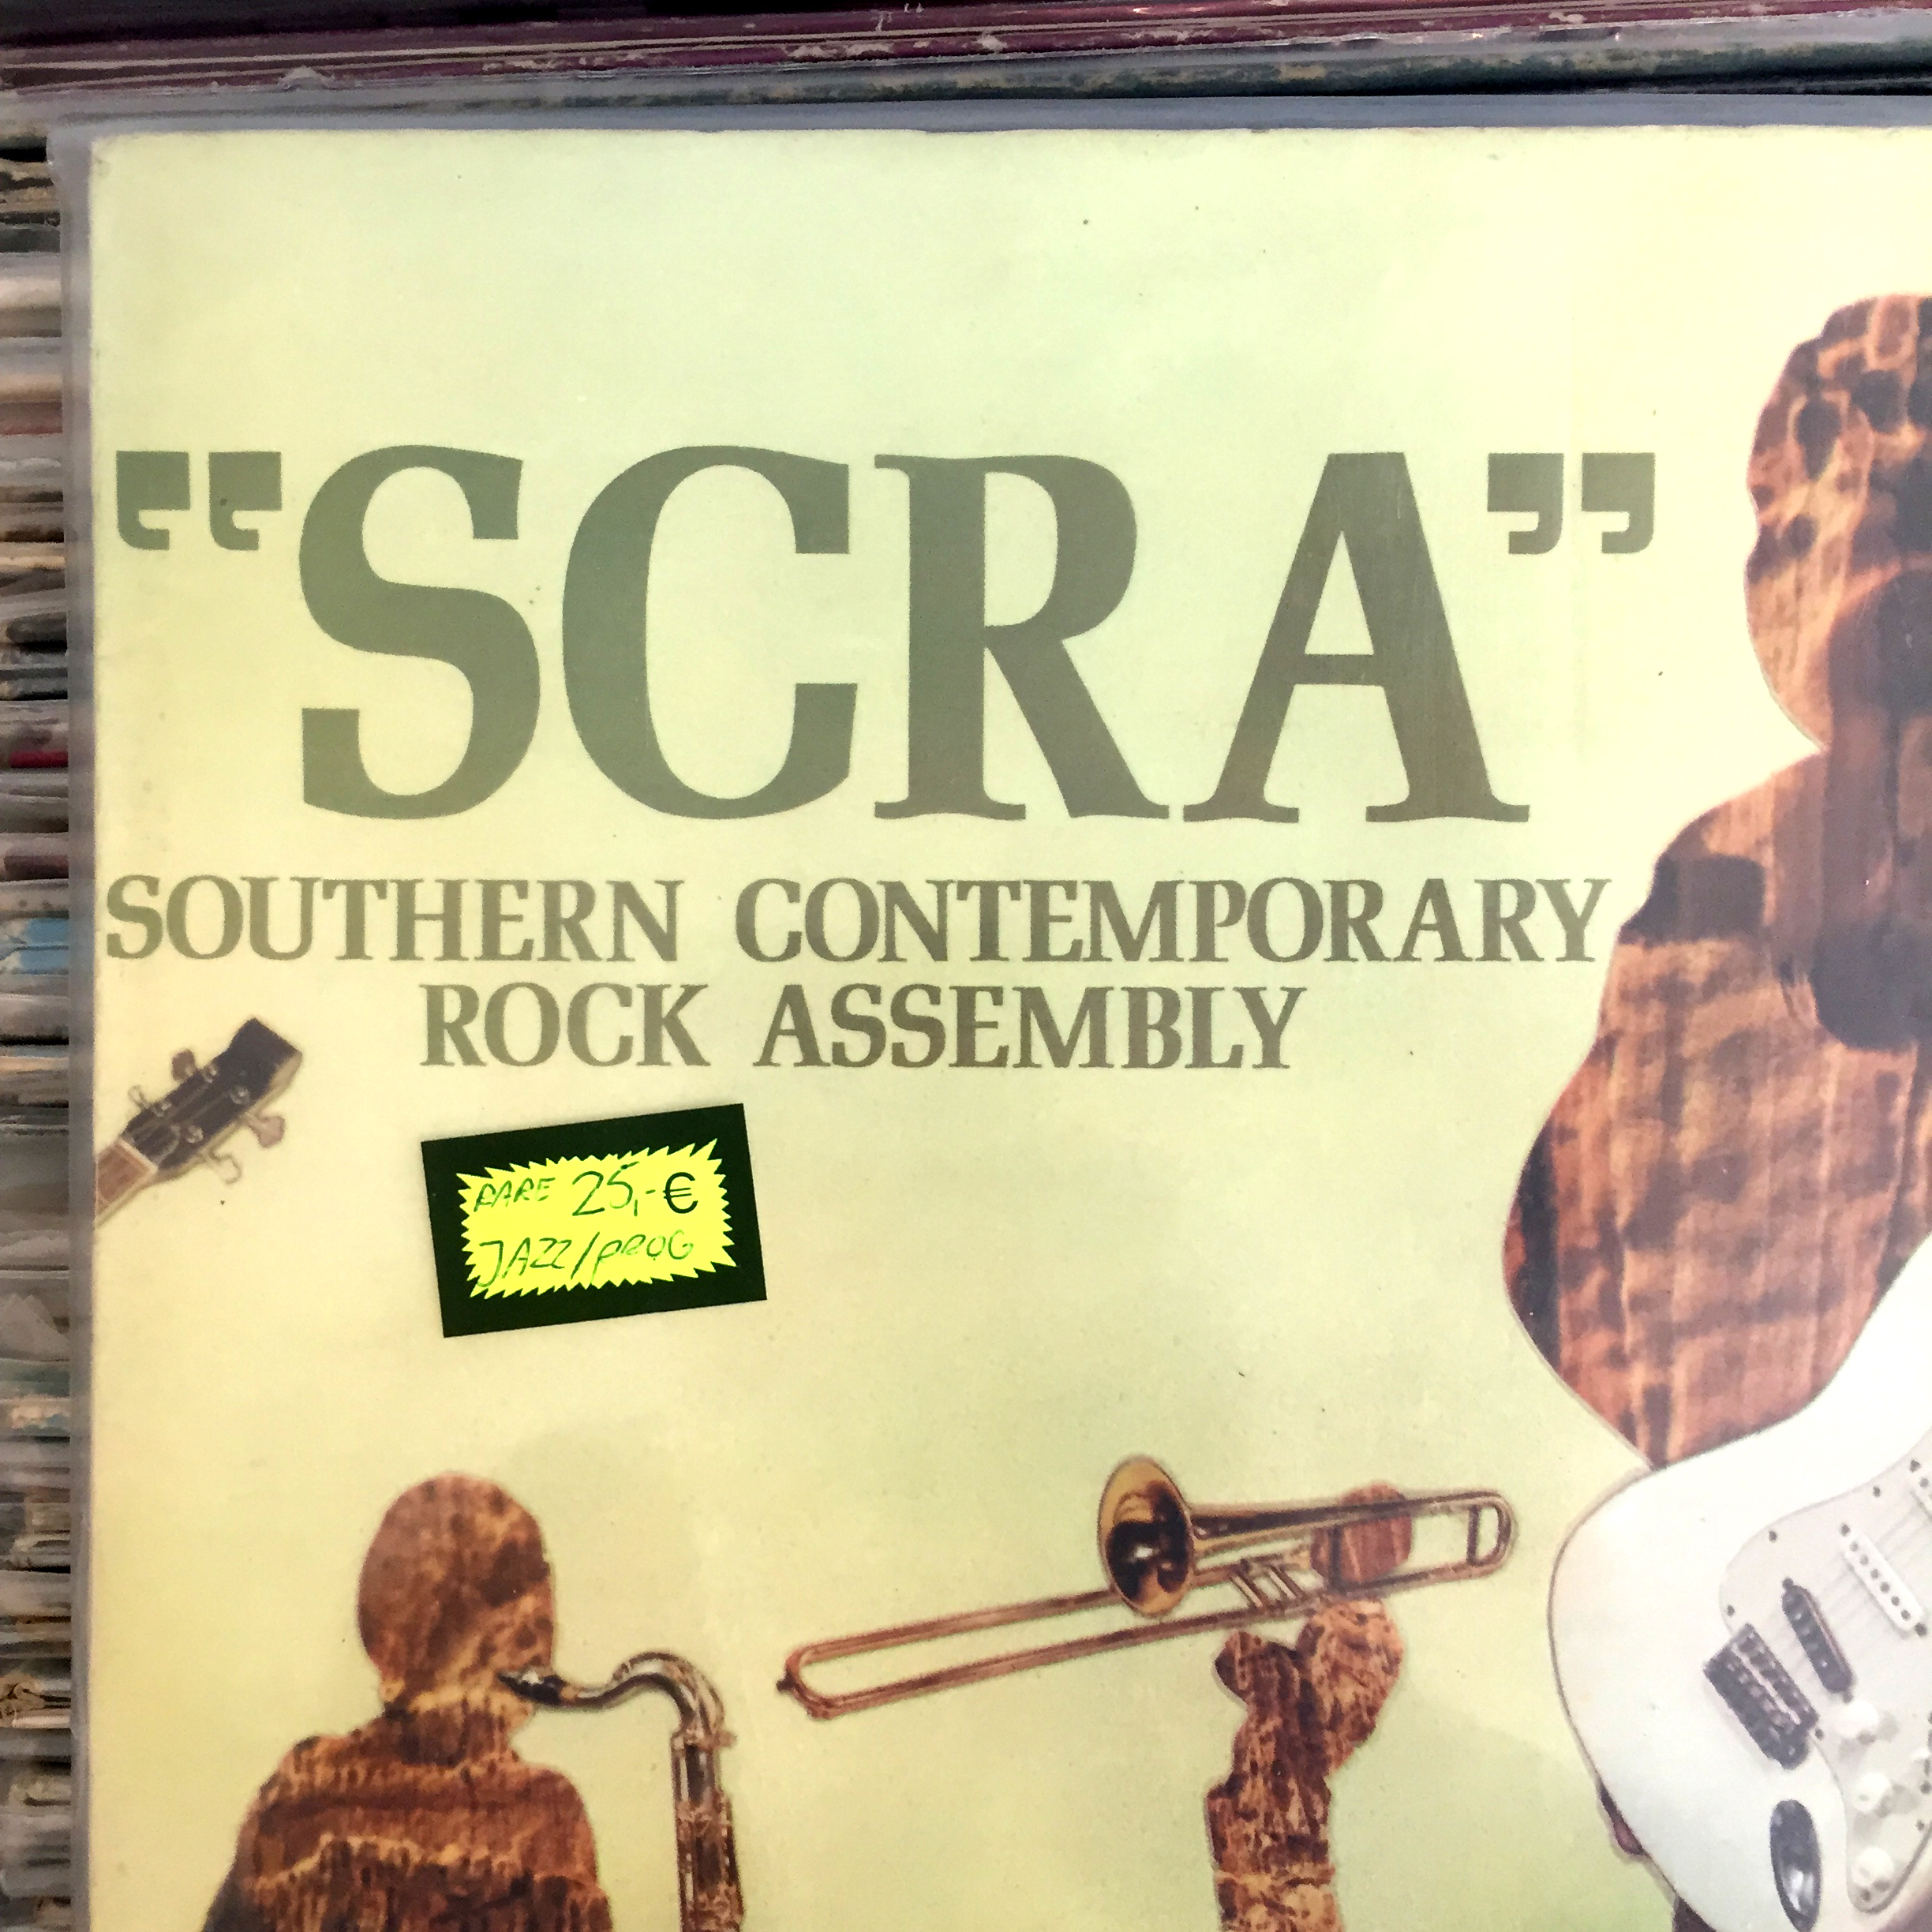 “SCRA”
SOUTHERN CONTEMPORARY
ROCK ASSEMBLY
RARE 25,-€
JAZZ/PROG